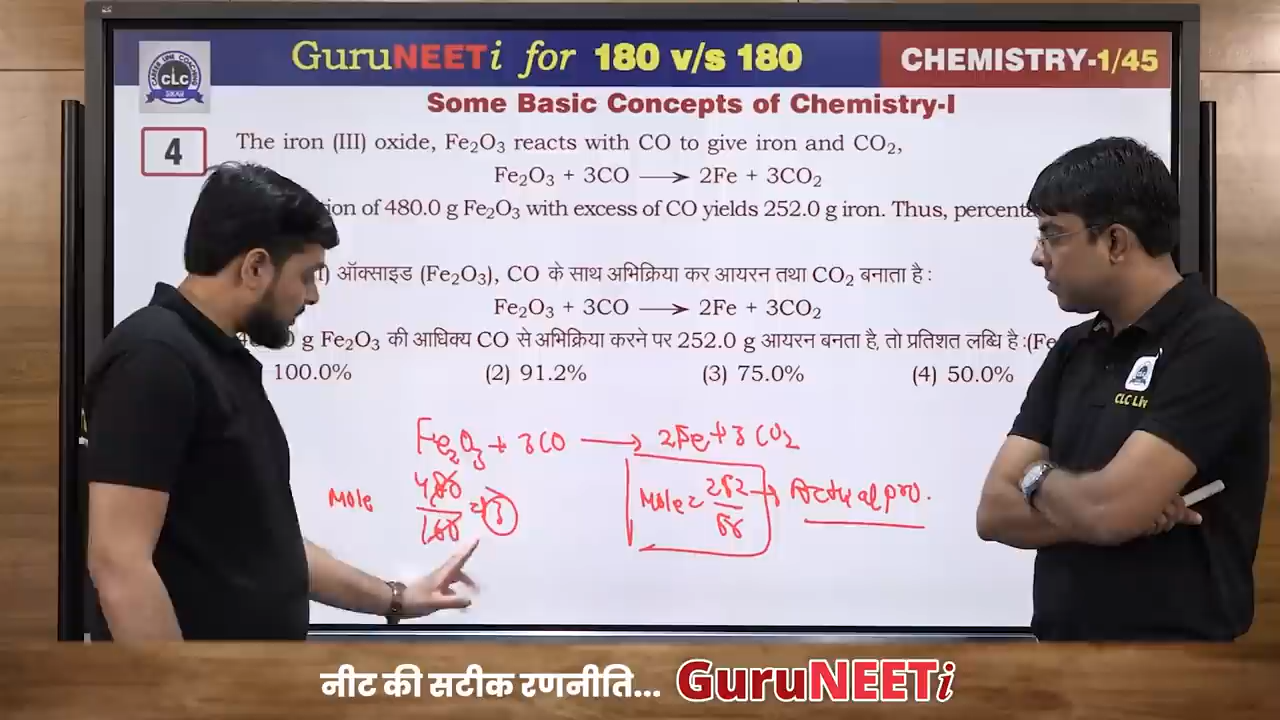 GuruNEETi for 180 v/s 180
CHEMISTRY-1/45
CLC
SIKAR
Some Basic Concepts of Chemistry-I
4
The iron (III) oxide, Fe₂O₃ reacts with CO to give iron and CO₂,
Fe₂O₃ + 3CO ⟶ 2Fe + 3CO₂
of 480.0 g Fe₂O₃ with excess of CO yields 252.0 g iron. Thus,
ऑक्साइड (Fe₂O₃), CO के साथ अभिक्रिया कर आयरन तथा CO₂ बनाता है :
Fe₂O₃ + 3CO ⟶ 2Fe + 3CO₂
g Fe₂O₃ की आधिक्य CO से अभिक्रिया करने पर 252.0 g आयरन बनता है, तो प्रतिशत लब्धि है :(Fe
100.0% (2) 91.2% (3) 75.0% (4) 50.0%
Fe₂O₃ + 3CO ⟶ 2Fe + 3CO₂
Mole 480/160 = 3 Mole = 252/56 → Actual pro.
CLC Live
नीट की सटीक रणनीति... GuruNEETi